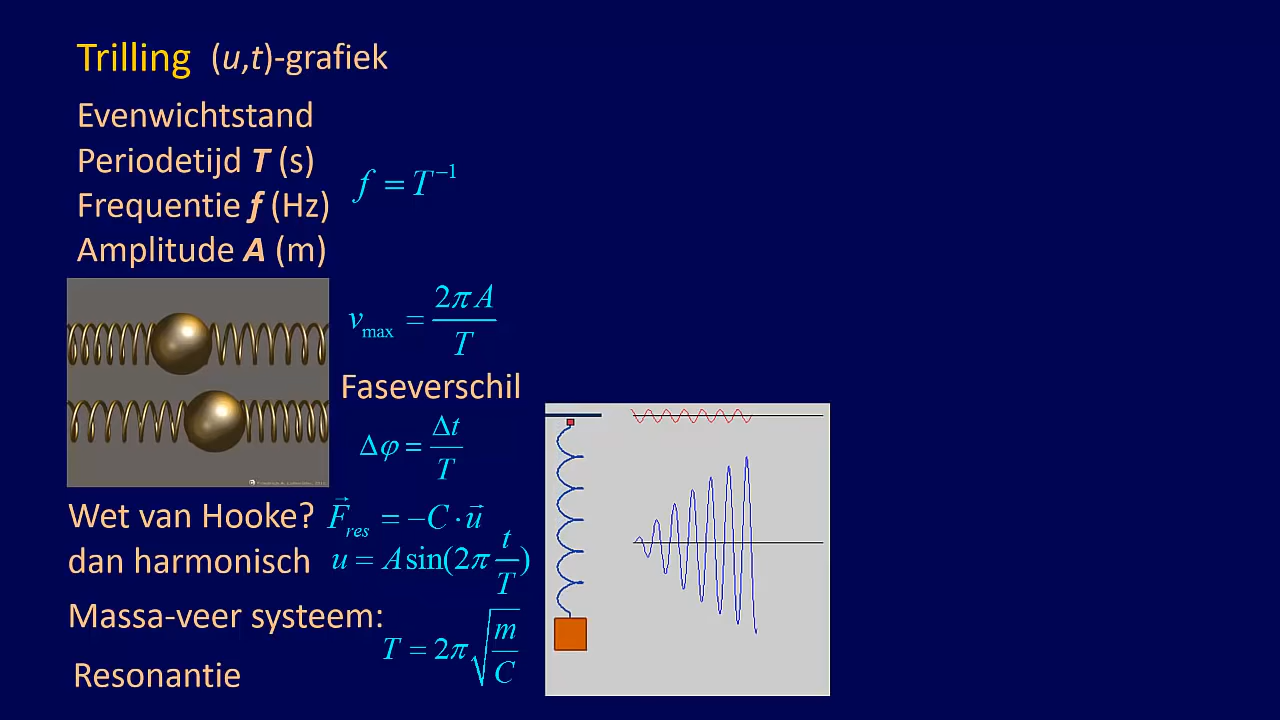 Trilling (u,t)-grafiek
Evenwichtstand
Periodetijd T (s)
f = T⁻¹
Frequentie f (Hz)
Amplitude A (m)
v_max = 2πA / T
Faseverschil
Δφ = Δt / T
Wet van Hooke? F⃗_res = −C · u⃗
dan harmonisch u = A sin(2π t/T)
Massa-veer systeem:
T = 2π√(m/C)
Resonantie